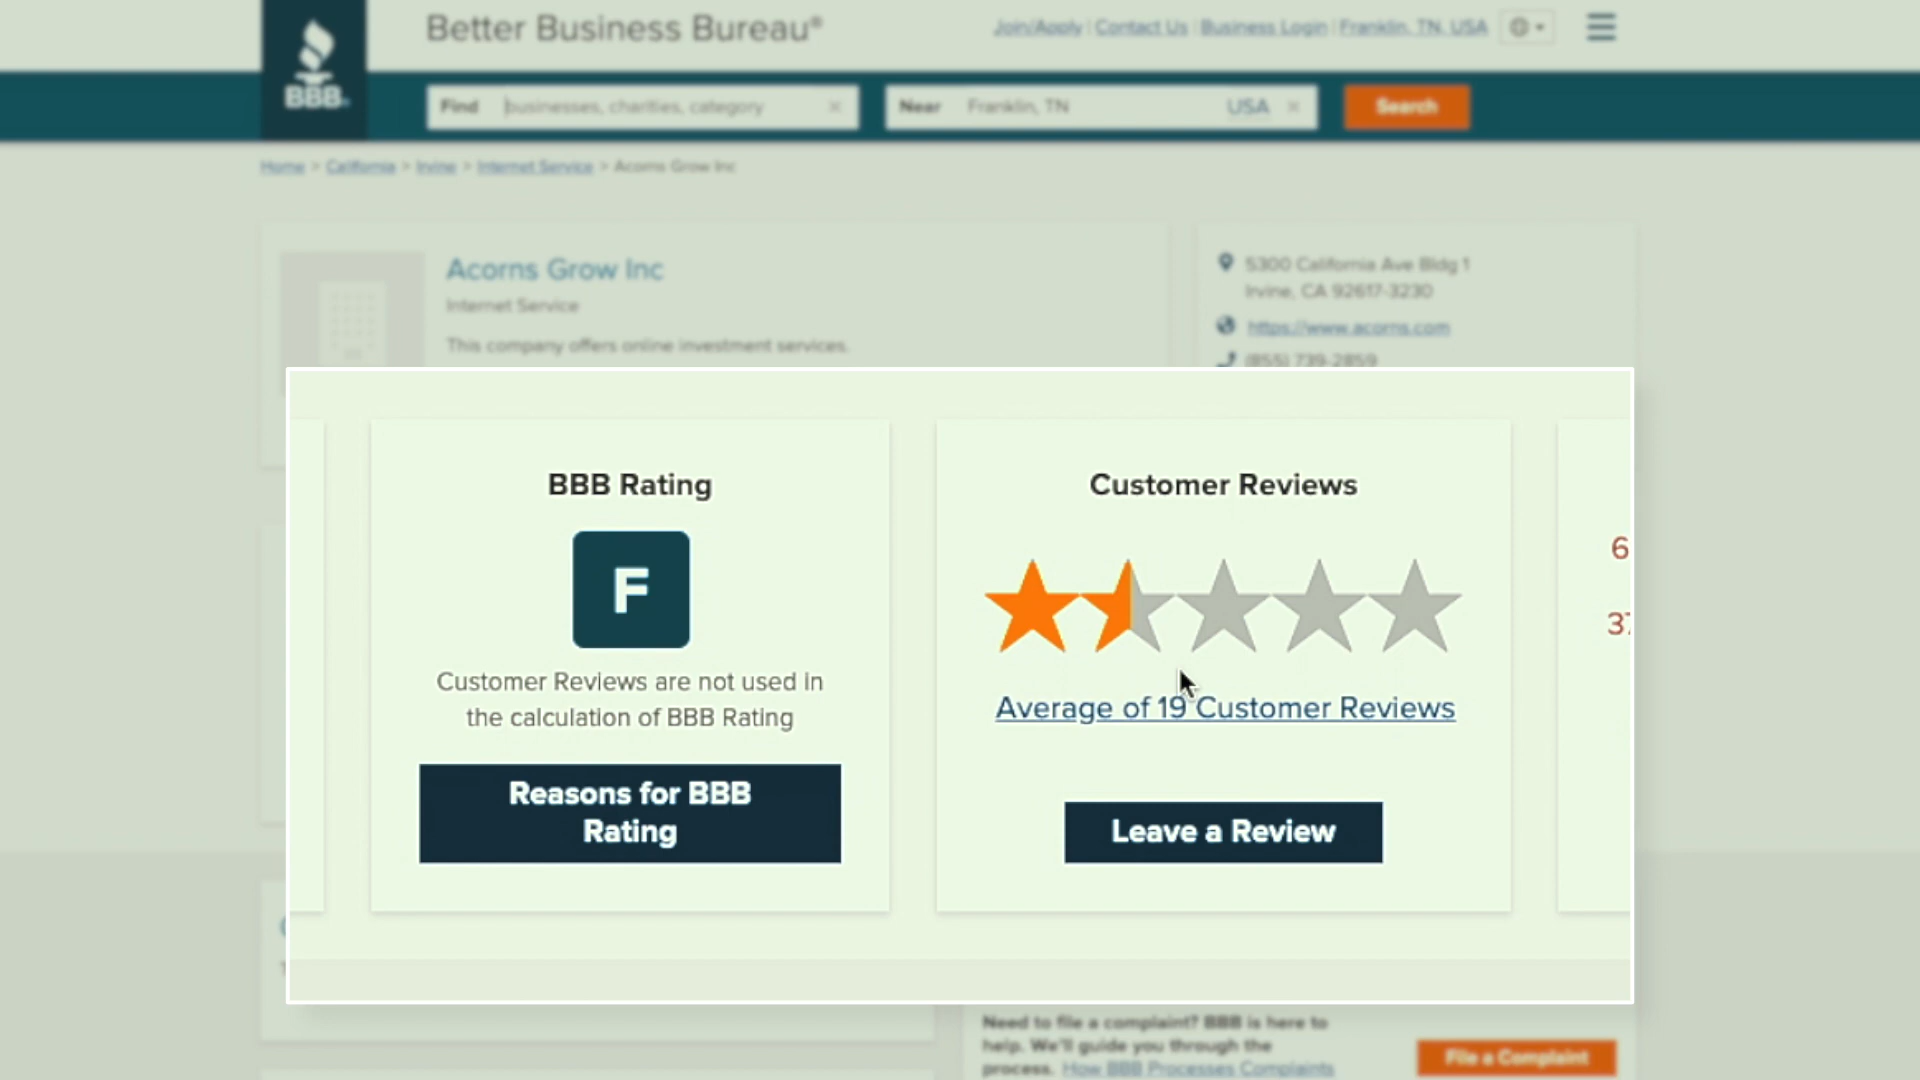 Better Business Bureau®
Join/Apply | Contact Us | Business Login | Franklin, TN, USA
BBB.
Find businesses, charities, category ×
Near Franklin, TN USA ×
Search
Home > California > Irvine > Internet Service > Acorns Grow Inc
Acorns Grow Inc
Internet Service
This company offers online investment services.
5300 California Ave Bldg 1
Irvine, CA 92617-3230
https://www.acorns.com
(855) 739-2859
BBB Rating
F
Customer Reviews are not used in
the calculation of BBB Rating
Reasons for BBB
Rating
Customer Reviews
Average of 19 Customer Reviews
Leave a Review
6
Need to file a complaint? BBB is here to
help. We'll guide you through the
process. How BBB Processes Complaints
File a Complaint